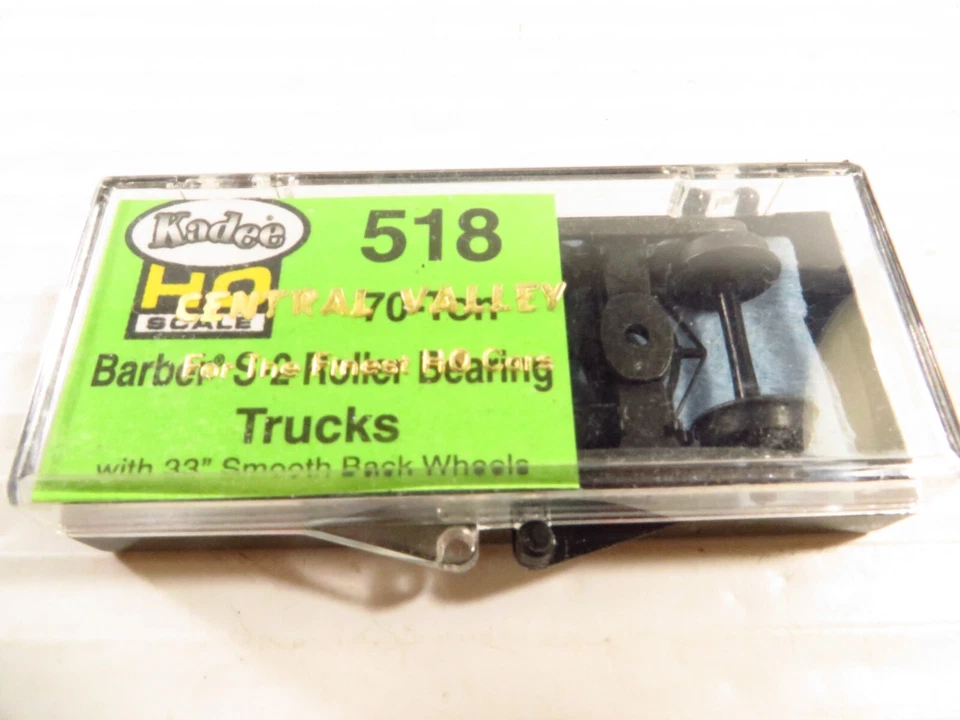 Kadee
518
HO
SCALE
CENTRAL VALLEY
70-Ton
For The Finest HO Cars
Barber® S-2 Roller Bearing
Trucks
with 33" Smooth Back Wheels